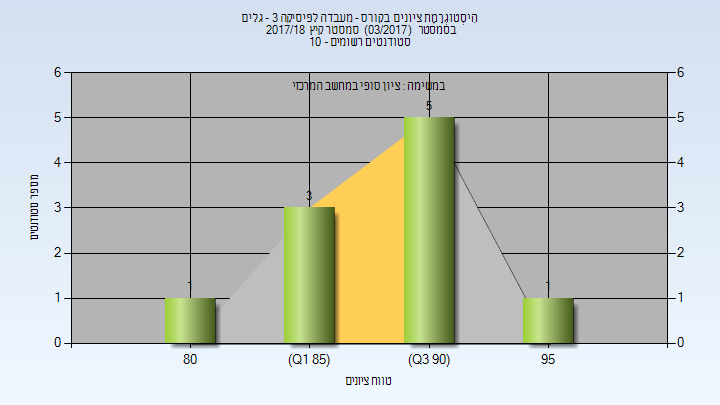 היסטוגרמת ציונים בקורס - מעבדה לפיסיקה 3 - גלים
בסמסטר (03/2017) סמסטר קיץ 2017/18
סטודנטים רשומים - 10
במשימה : ציון סופי במחשב המרכזי
6 6
5 5
4 4
3 3
2 2
1 1
0 0
1
3
5
1
מספר סטודנטים
80
(Q1 85)
(Q3 90)
95
טווח ציונים